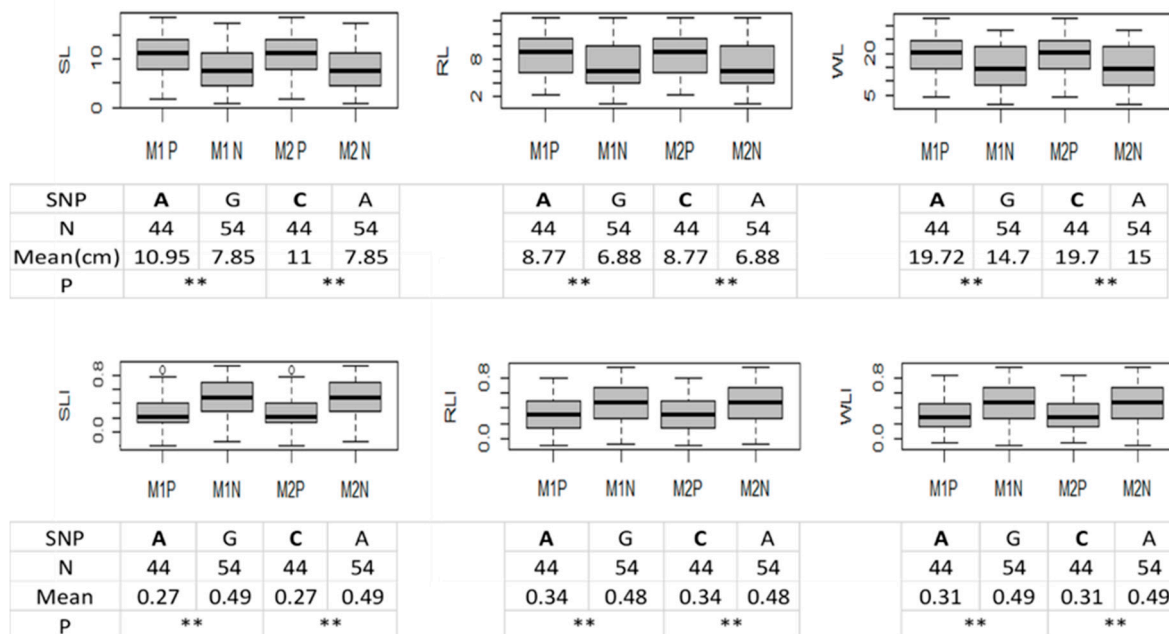 SL
10
0
M1 P M1 N M2 P M2 N
RL
8
2
M1P M1N M2P M2N
WL
20
5
M1P M1N M2P M2N
SNP A G C A A G C A A G C A
N 44 54 44 54 44 54 44 54 44 54 44 54
Mean(cm) 10.95 7.85 11 7.85 8.77 6.88 8.77 6.88 19.72 14.7 19.7 15
P ** ** ** ** ** **
SLI
0.8
0.0
M1P M1N M2P M2N
RLI
0.8
0.0
M1P M1N M2P M2N
WLI
0.8
0.0
M1P M1N M2P M2N
SNP A G C A A G C A A G C A
N 44 54 44 54 44 54 44 54 44 54 44 54
Mean 0.27 0.49 0.27 0.49 0.34 0.48 0.34 0.48 0.31 0.49 0.31 0.49
P ** ** ** ** ** **